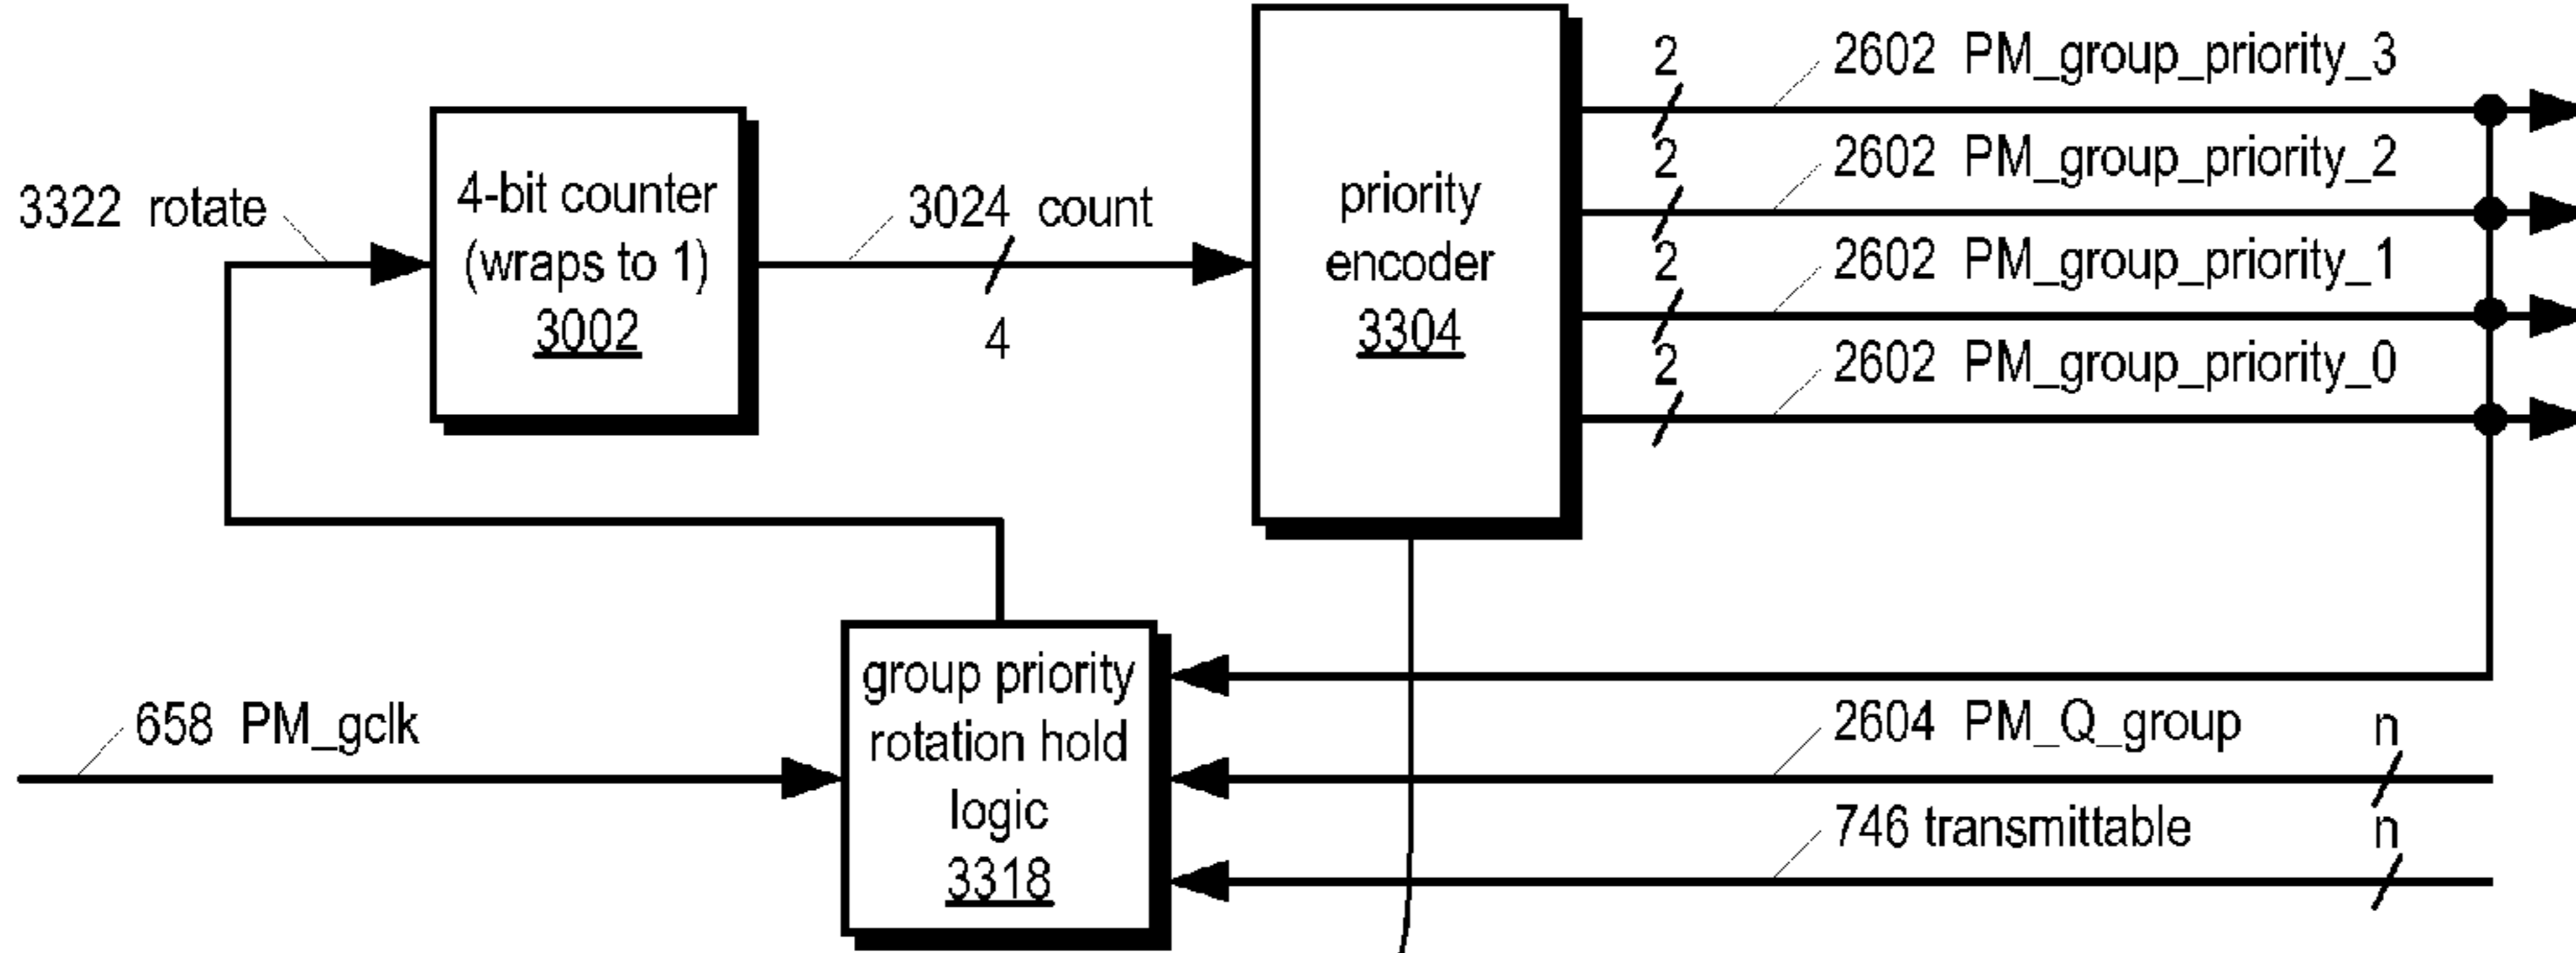 2
2602 PM_group_priority_3
2
2602 PM_group_priority_2
2
2602 PM_group_priority_1
2
2602 PM_group_priority_0
3322 rotate
4-bit counter
(wraps to 1)
3002
3024 count
4
priority
encoder
3304
658 PM_gclk
group priority
rotation hold
logic
3318
2604 PM_Q_group
n
746 transmittable
n